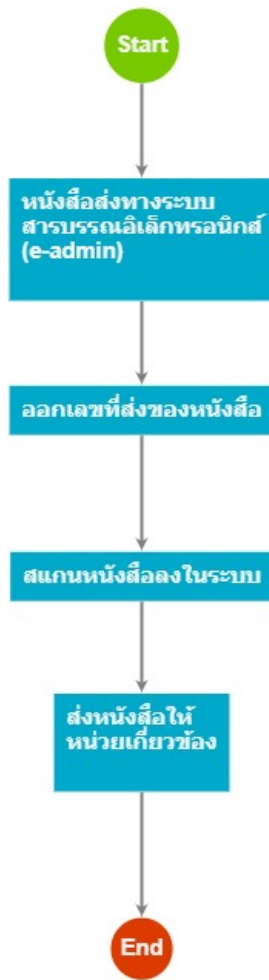 Start
หนังสือส่งทางระบบ
สารบรรณอิเล็กทรอนิกส์
(e-admin)
ออกเลขที่ส่งของหนังสือ
สแกนหนังสือลงในระบบ
ส่งหนังสือให้
หน่วยเกี่ยวข้อง
End